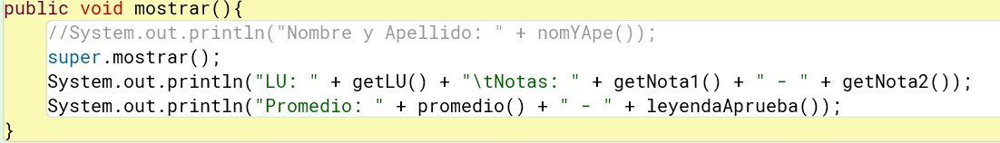 public void mostrar(){
//System.out.println("Nombre y Apellido: " + nomYApe());
super.mostrar();
System.out.println("LU: " + getLU() + "\tNotas: " + getNota1() + " - " + getNota2());
System.out.println("Promedio: " + promedio() + " - " + leyendaAprueba());
}